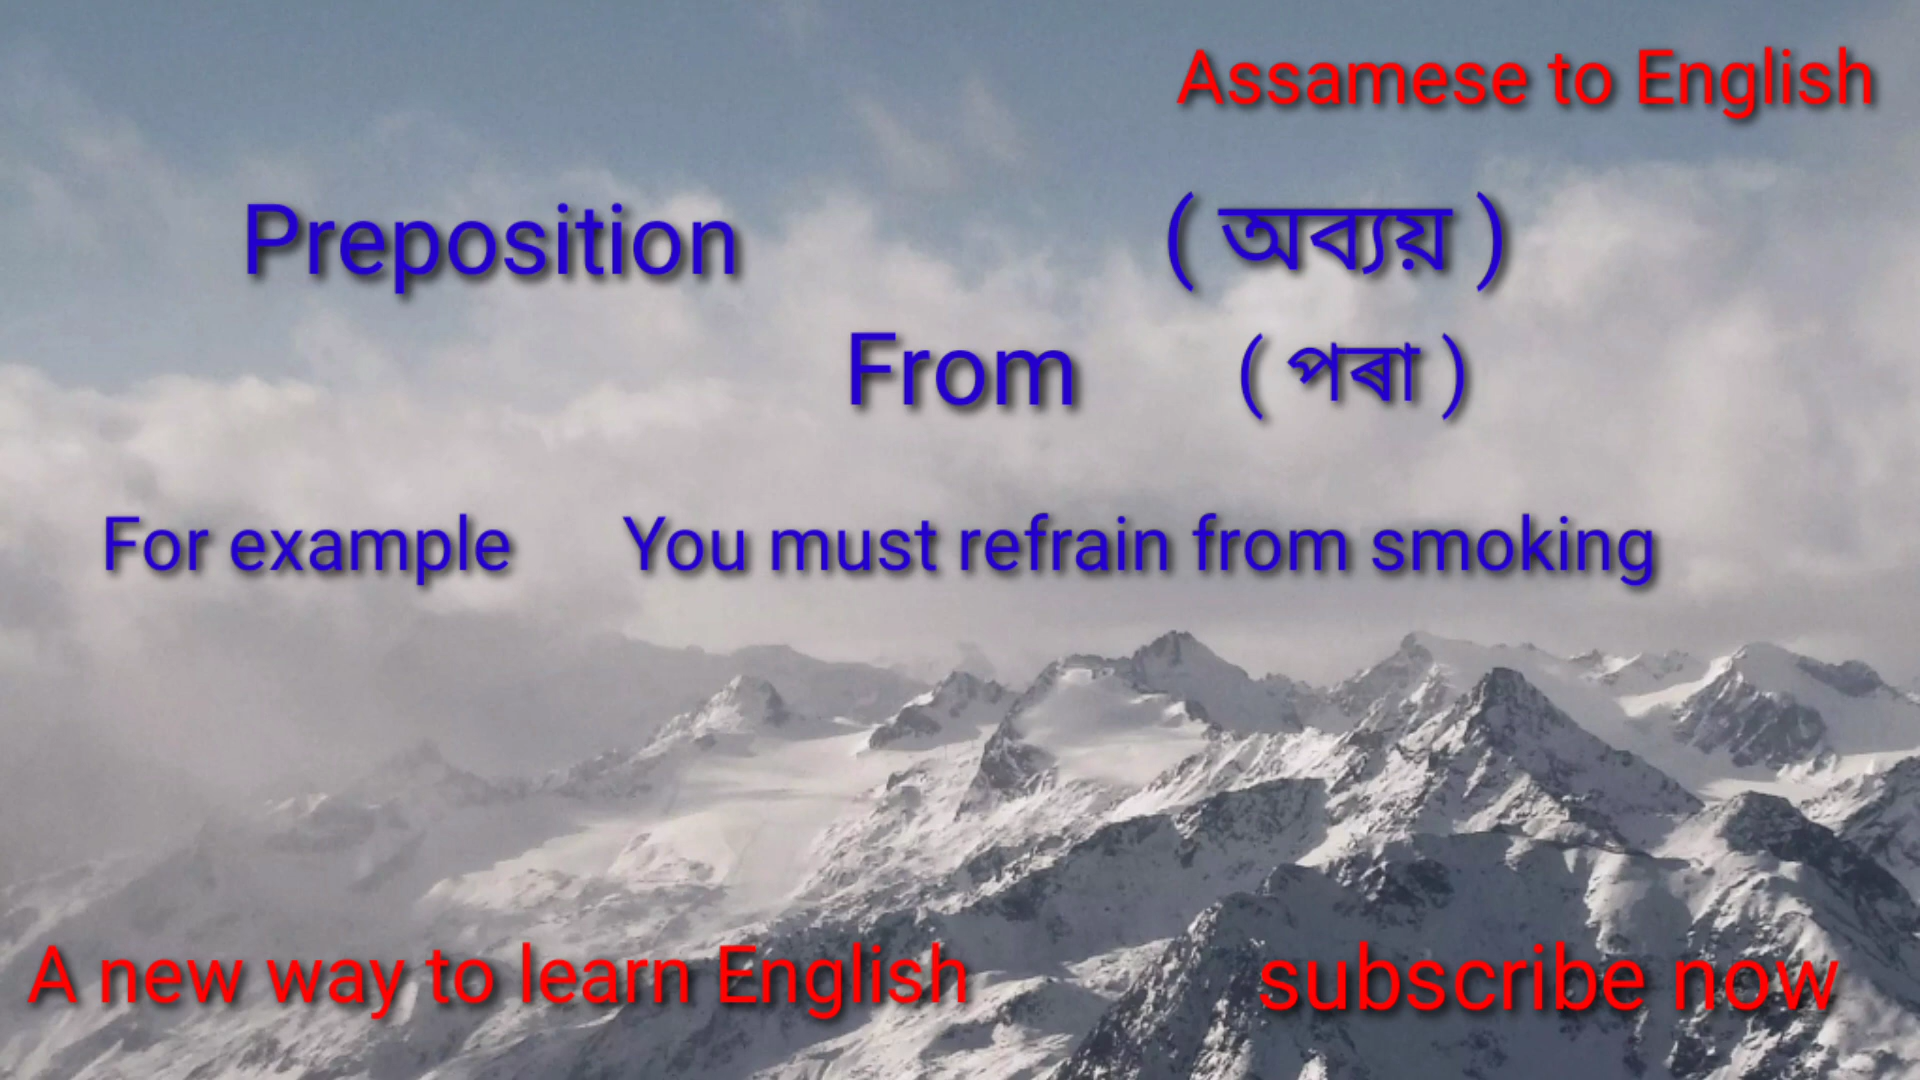 Assamese to English
Preposition ( অব্যয় )
From ( পৰা )
For example You must refrain from smoking
A new way to learn English subscribe now